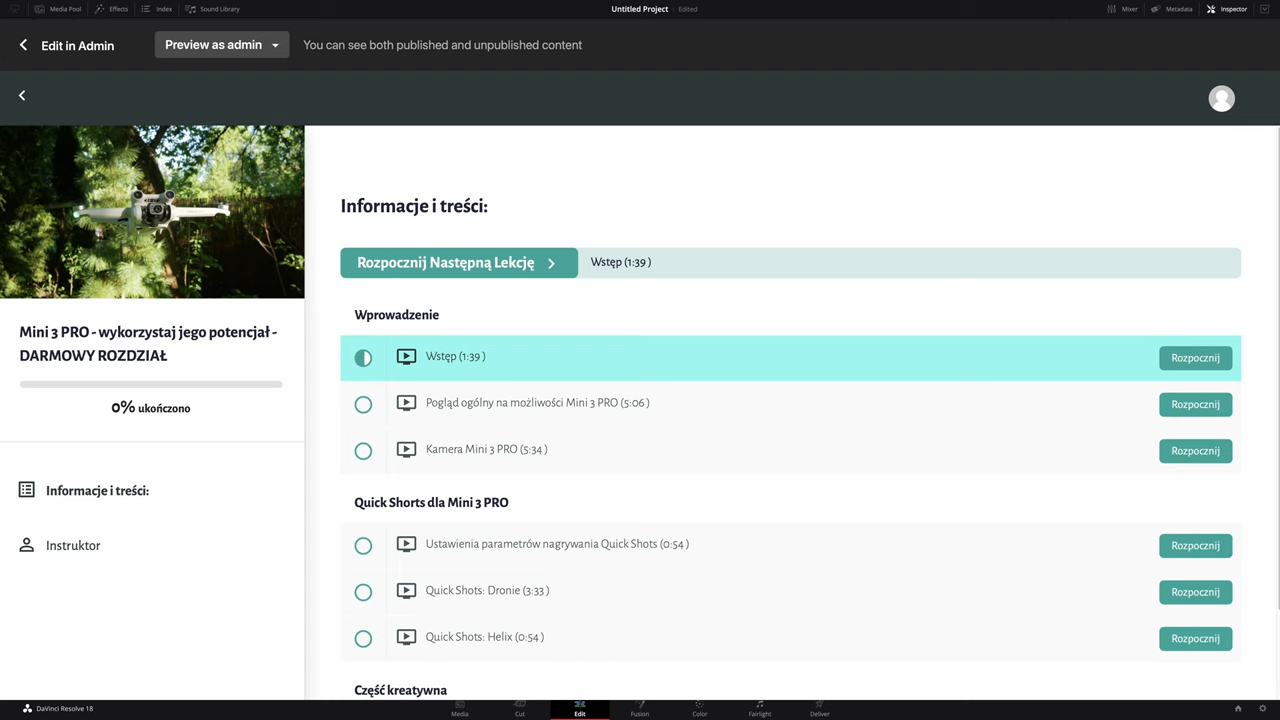 Media Pool Effects Index Sound Library Untitled Project Edited Mixer Metadata Inspector
Edit in Admin Preview as admin You can see both published and unpublished content
Informacje i treści:
Rozpocznij Następną Lekcję Wstęp (1:39)
Wprowadzenie
Wstęp (1:39) Rozpocznij
Pogląd ogólny na możliwości Mini 3 PRO (5:06) Rozpocznij
Kamera Mini 3 PRO (5:34) Rozpocznij
Quick Shorts dla Mini 3 PRO
Ustawienia parametrów nagrywania Quick Shots (0:54) Rozpocznij
Quick Shots: Dronie (3:33) Rozpocznij
Quick Shots: Helix (0:54) Rozpocznij
Część kreatywna
Mini 3 PRO - wykorzystaj jego potencjał -
DARMOWY ROZDZIAŁ
0% ukończono
Informacje i treści:
Instruktor
DaVinci Resolve 18 Media Cut Edit Fusion Color Fairlight Deliver